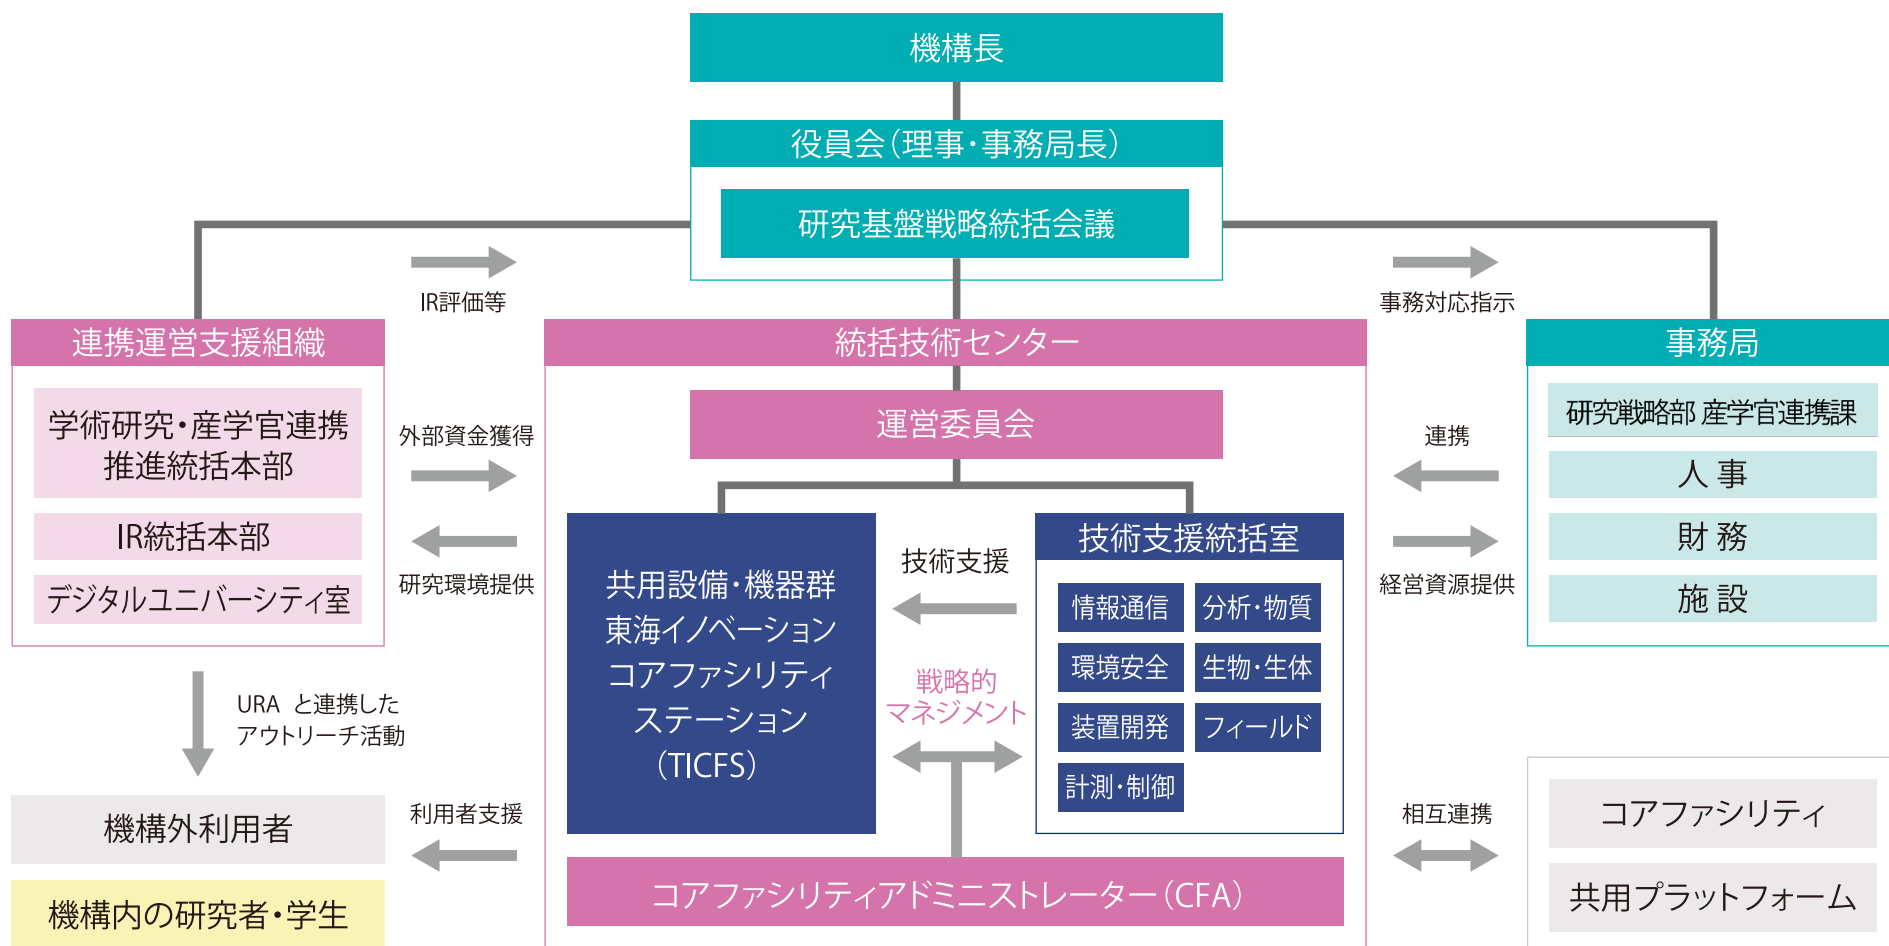 機構長
役員会（理事・事務局長）
研究基盤戦略統括会議
IR評価等
事務対応指示
連携運営支援組織
学術研究・産学官連携
推進統括本部
IR統括本部
デジタルユニバーシティ室
外部資金獲得
研究環境提供
統括技術センター
運営委員会
共用設備・機器群
東海イノベーション
コアファシリティ
ステーション
（TICFS）
技術支援
戦略的
マネジメント
技術支援統括室
情報通信
分析・物質
環境安全
生物・生体
装置開発
フィールド
計測・制御
コアファシリティアドミニストレーター（CFA）
連携
経営資源提供
事務局
研究戦略部 産学官連携課
人 事
財 務
施 設
URA と連携した
アウトリーチ活動
機構外利用者
機構内の研究者・学生
利用者支援
相互連携
コアファシリティ
共用プラットフォーム